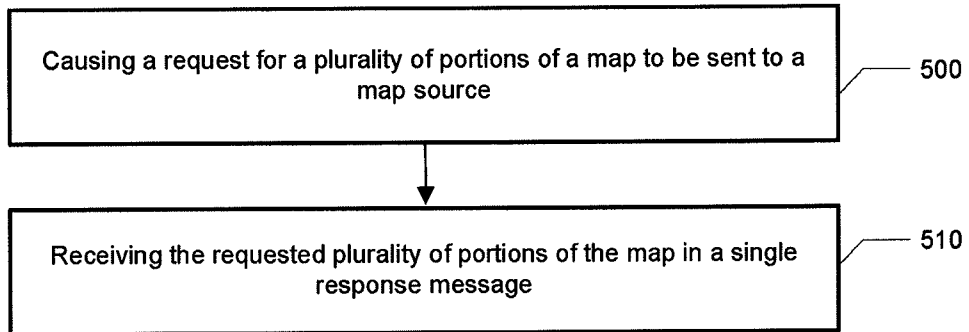 Causing a request for a plurality of portions of a map to be sent to a
map source
500
Receiving the requested plurality of portions of the map in a single
response message
510